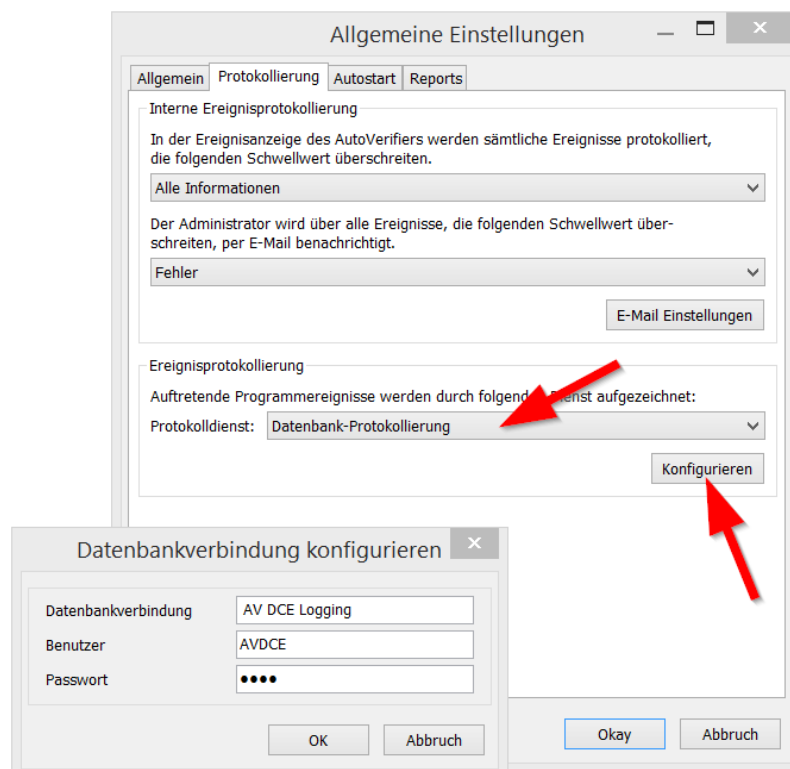 Allgemeine Einstellungen
Allgemein Protokollierung Autostart Reports
Interne Ereignisprotokollierung
In der Ereignisanzeige des AutoVerifiers werden sämtliche Ereignisse protokolliert,
die folgenden Schwellwert überschreiten.
Alle Informationen
Der Administrator wird über alle Ereignisse, die folgenden Schwellwert über-
schreiten, per E-Mail benachrichtigt.
Fehler
E-Mail Einstellungen
Ereignisprotokollierung
Auftretende Programmereignisse werden durch folgenden Dienst aufgezeichnet:
Protokolldienst: Datenbank-Protokollierung
Konfigurieren
Datenbankverbindung konfigurieren
Datenbankverbindung AV DCE Logging
Benutzer AVDCE
Passwort ●●●●
OK Abbruch
Okay Abbruch